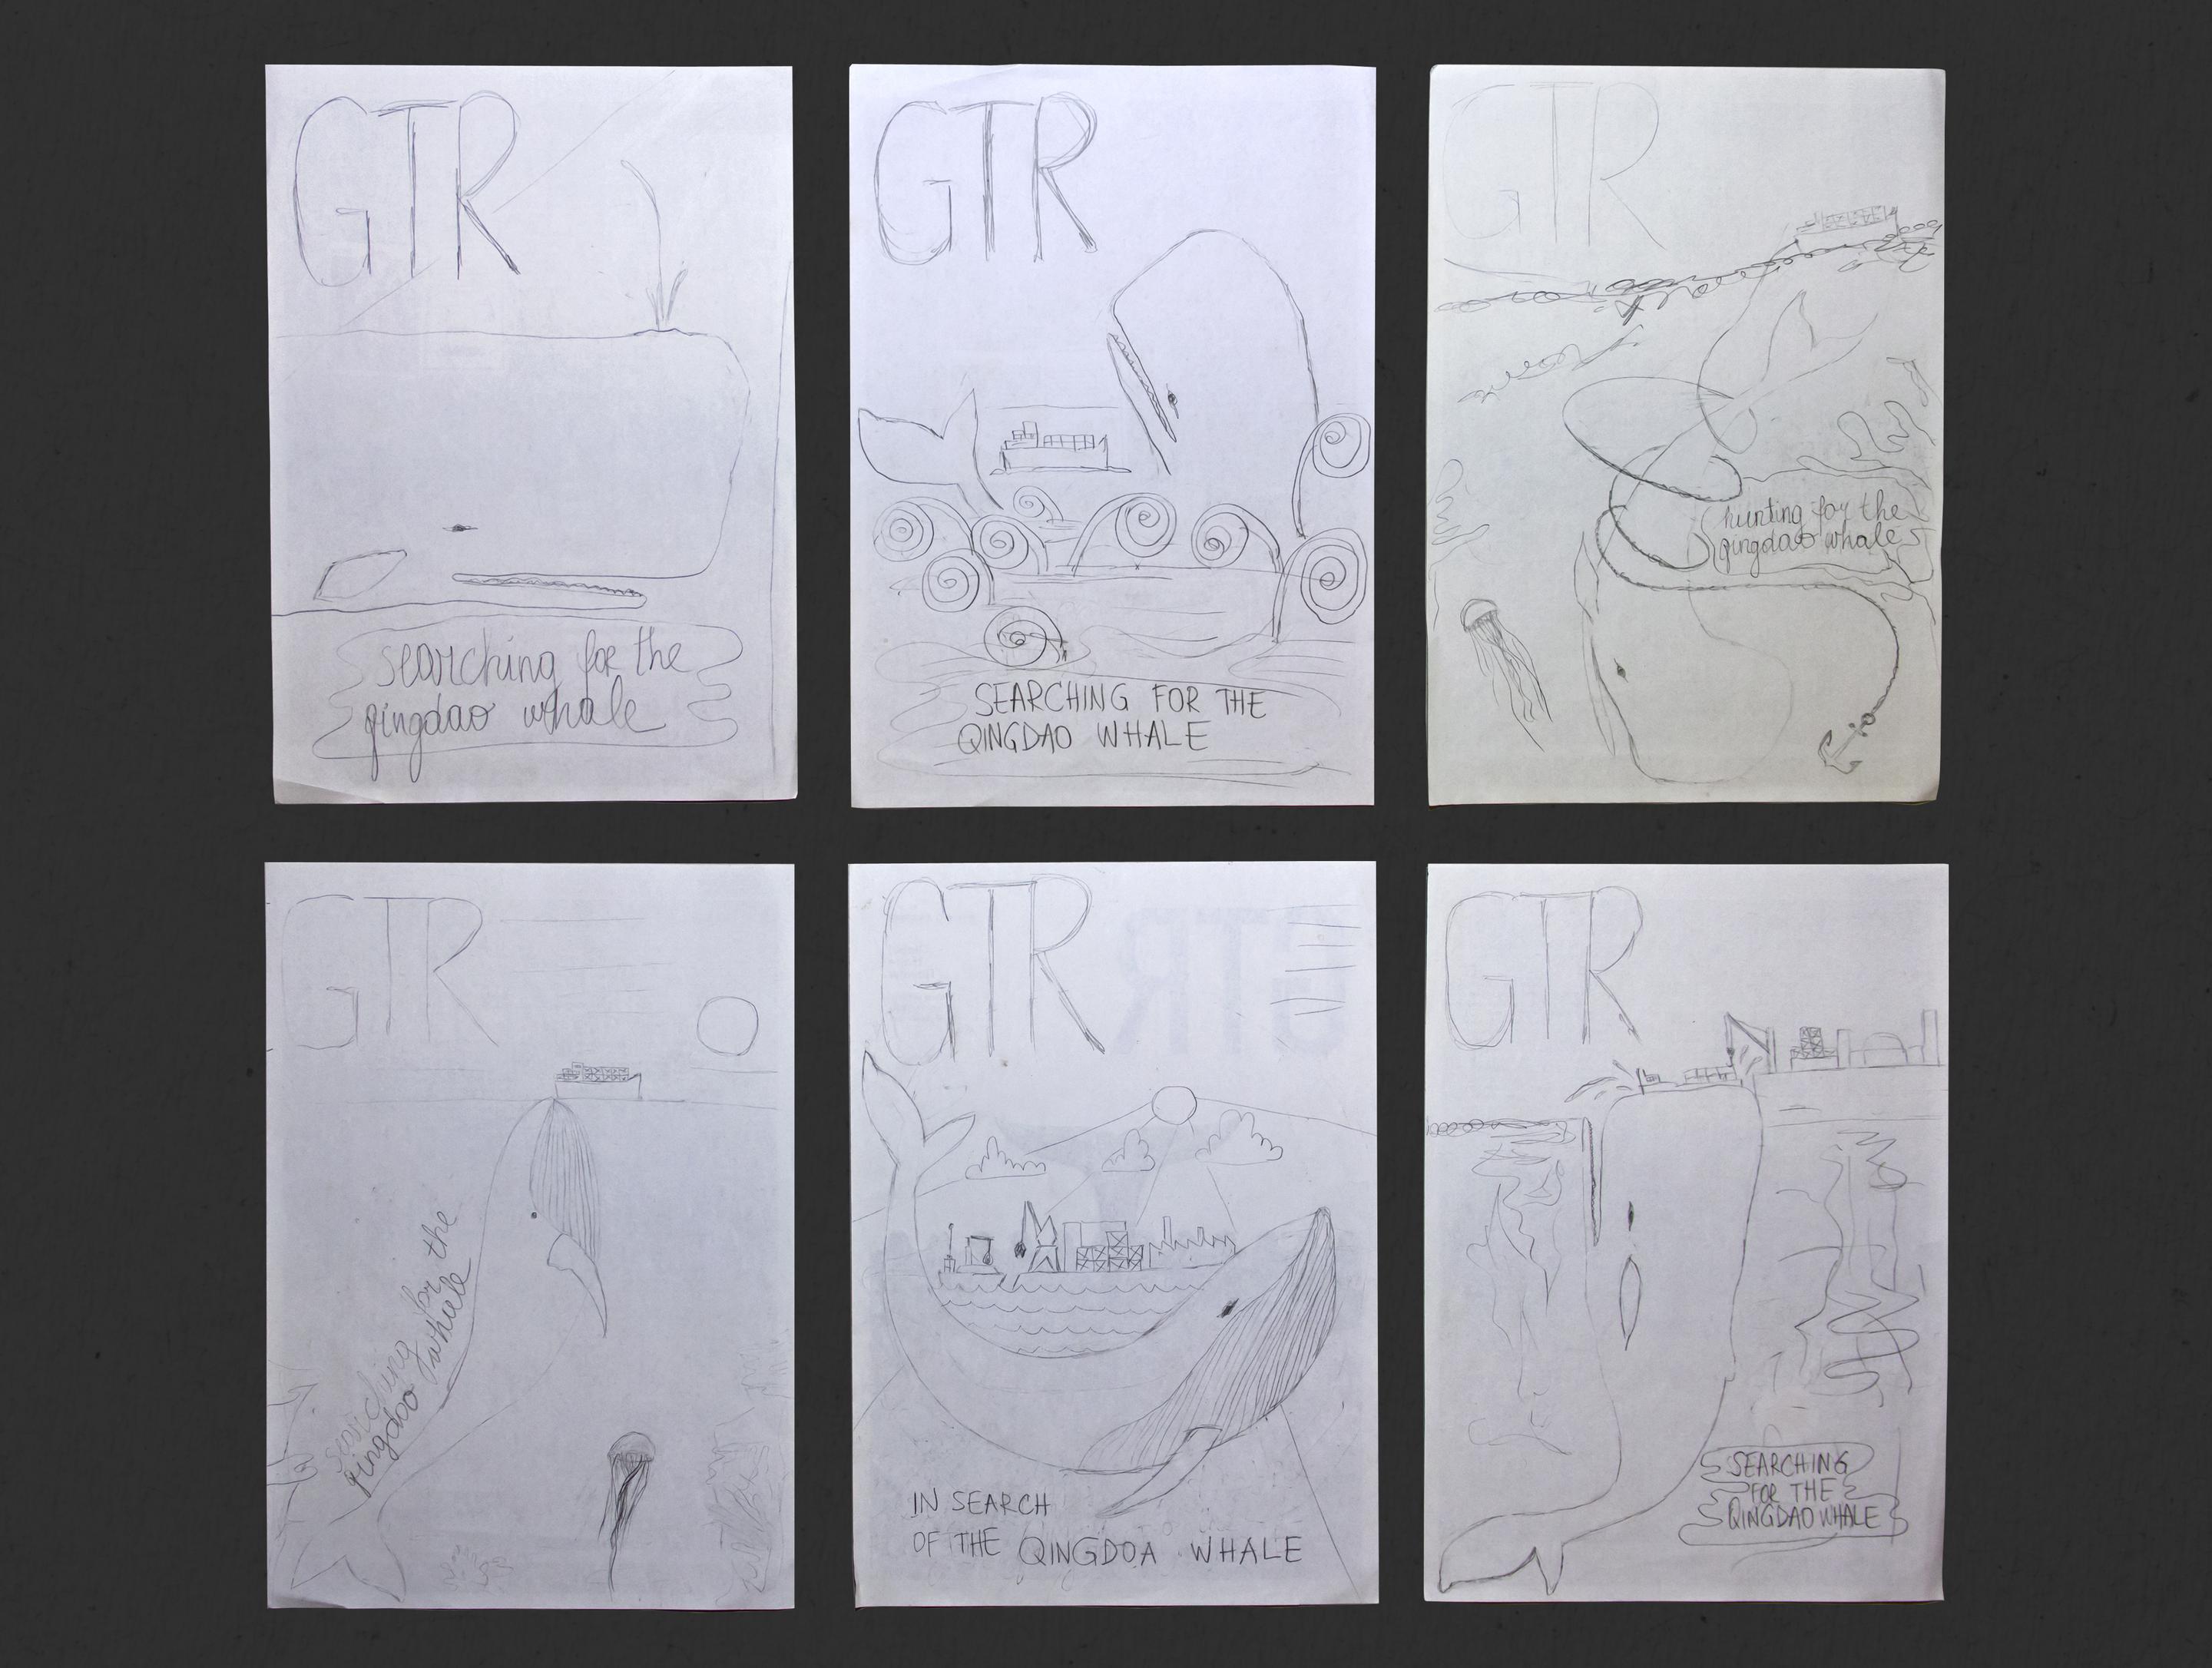 GTR
searching for the
qingdao whale
GTR
SEARCHING FOR THE
QINGDAO WHALE
GTR
hunting for the
qingdao whale
GTR
searching for the
qingdao whale
GTR
IN SEARCH
OF THE QINGDOA WHALE
GTR
SEARCHING
FOR THE
QINGDAO WHALE